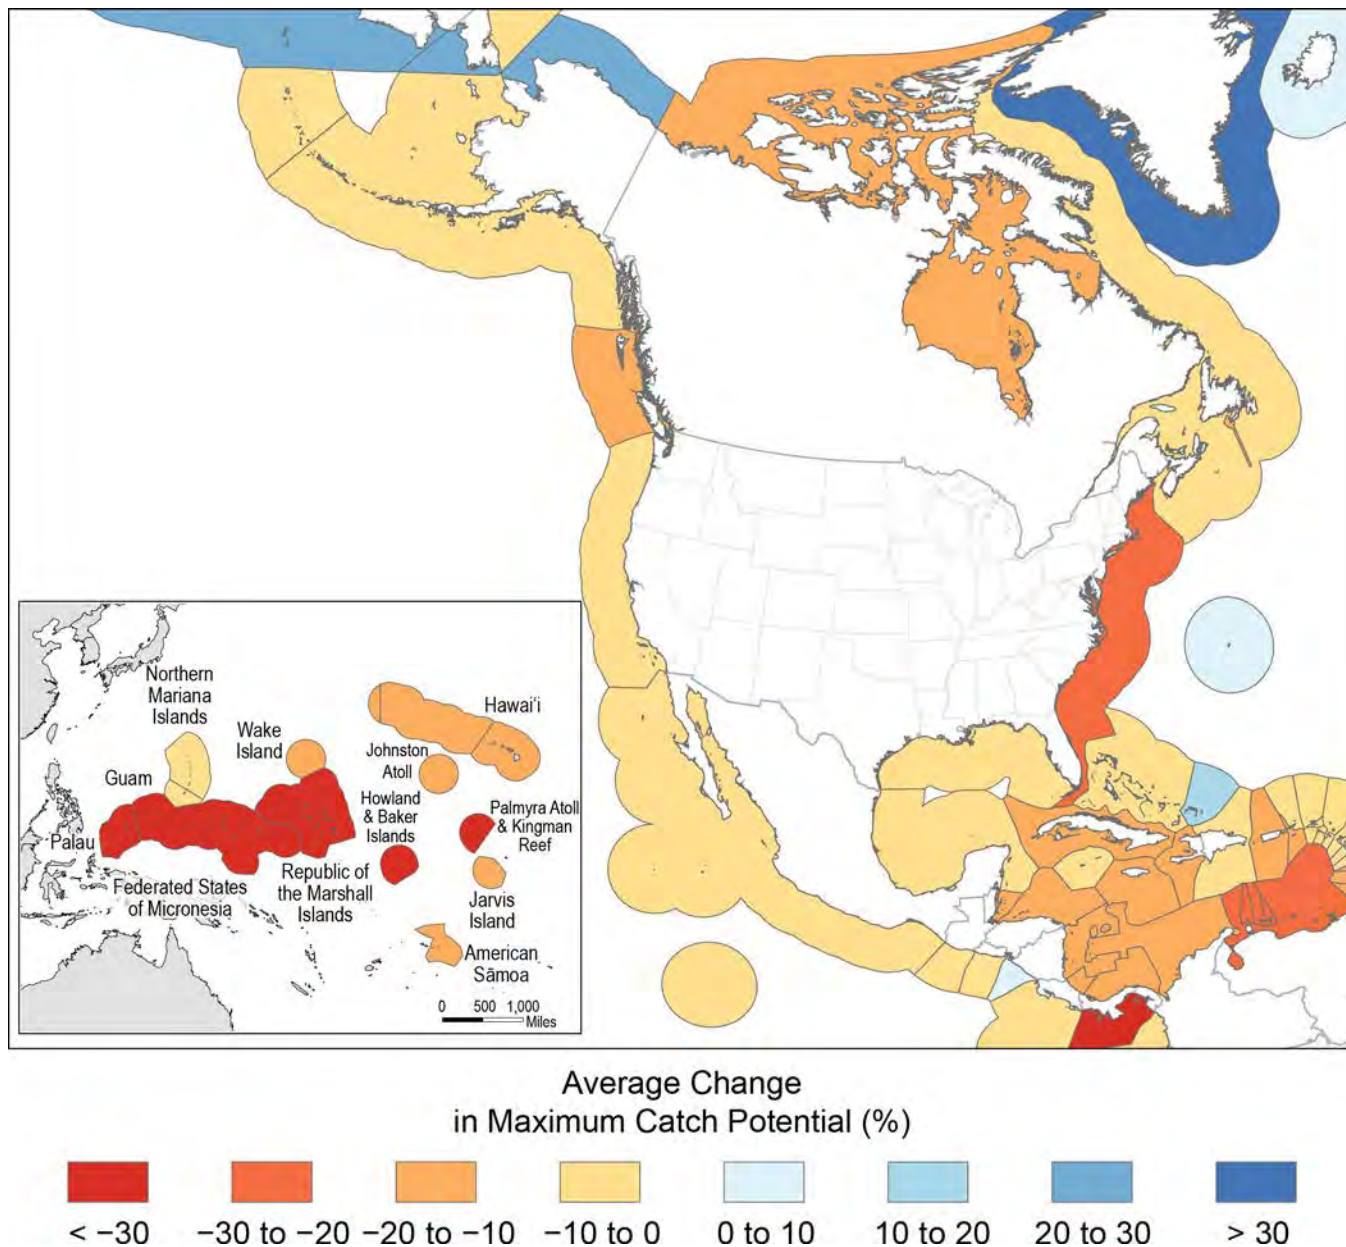 Northern
Mariana
Islands
Hawai‘i
Wake
Island
Johnston
Atoll
Guam
Howland
& Baker
Islands
Palmyra Atoll
& Kingman
Reef
Palau
Republic of
the Marshall
Islands
Federated States
of Micronesia
Jarvis
Island
American
Sāmoa
0 500 1,000
Miles
Average Change
in Maximum Catch Potential (%)
< −30 −30 to −20 −20 to −10 −10 to 0 0 to 10 10 to 20 20 to 30 > 30